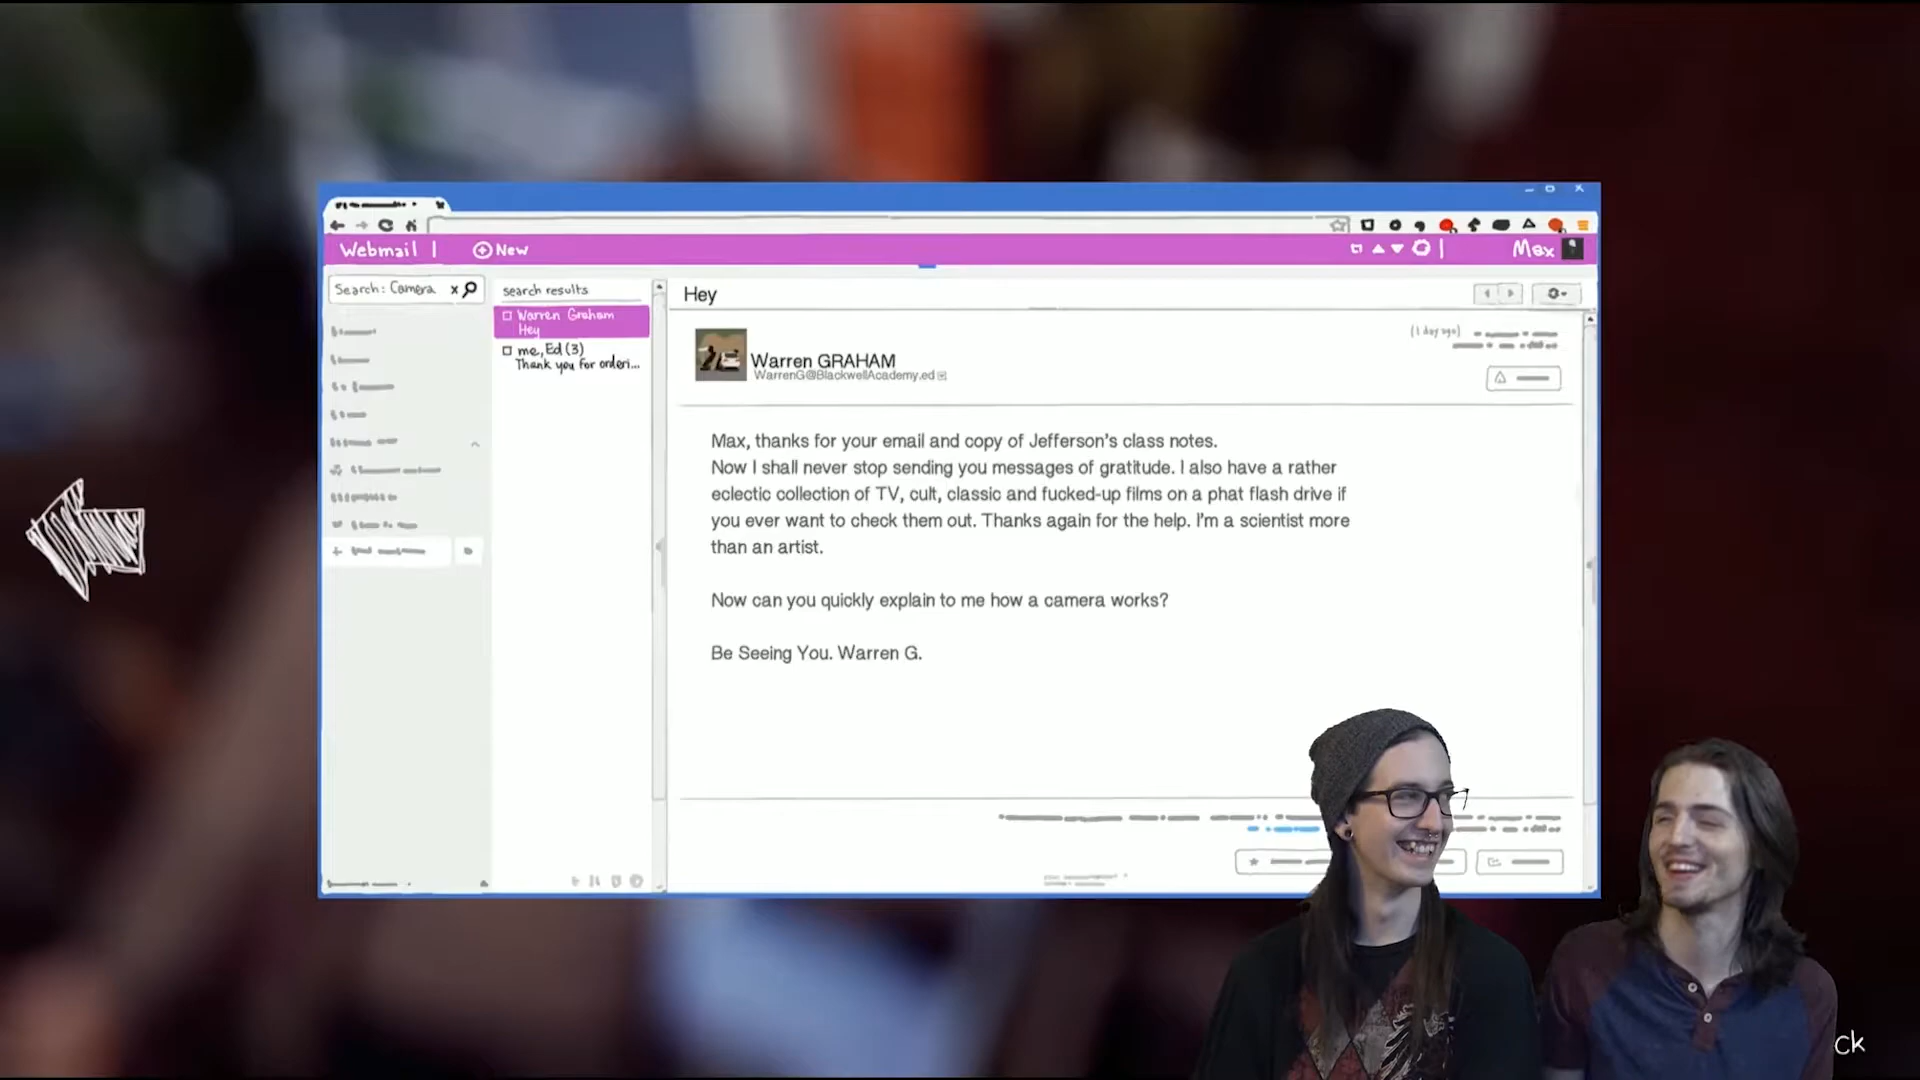 Webmail | New
Max
Search: Camera x
search results
Warren Graham
Hey
me, Ed (3)
Thank you for orderi...
Hey
(1 day ago)
Warren GRAHAM
WarrenG@BlackwellAcademy.ed
Max, thanks for your email and copy of Jefferson's class notes.
Now I shall never stop sending you messages of gratitude. I also have a rather
eclectic collection of TV, cult, classic and fucked-up films on a phat flash drive if
you ever want to check them out. Thanks again for the help. I'm a scientist more
than an artist.
Now can you quickly explain to me how a camera works?
Be Seeing You. Warren G.
ck